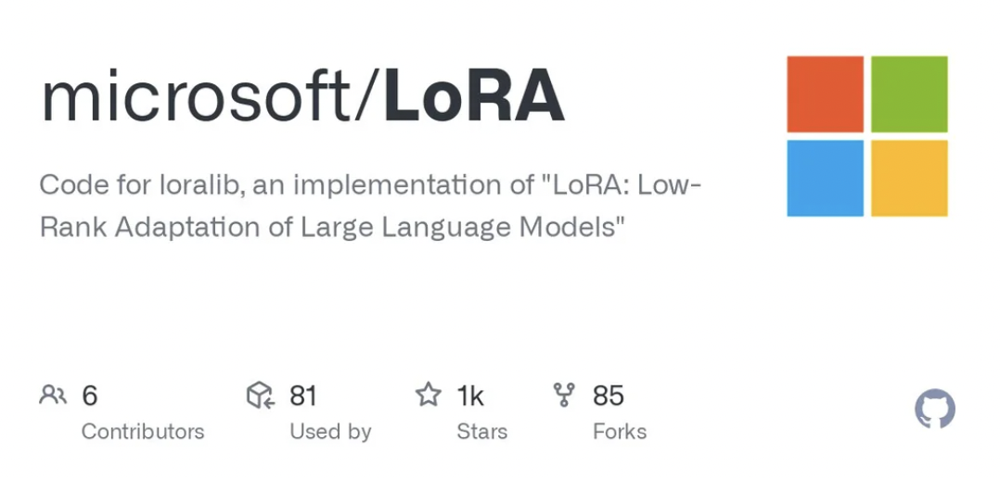 microsoft/LoRA
Code for loralib, an implementation of "LoRA: Low-
Rank Adaptation of Large Language Models"
6 81 1k 85
Contributors Used by Stars Forks